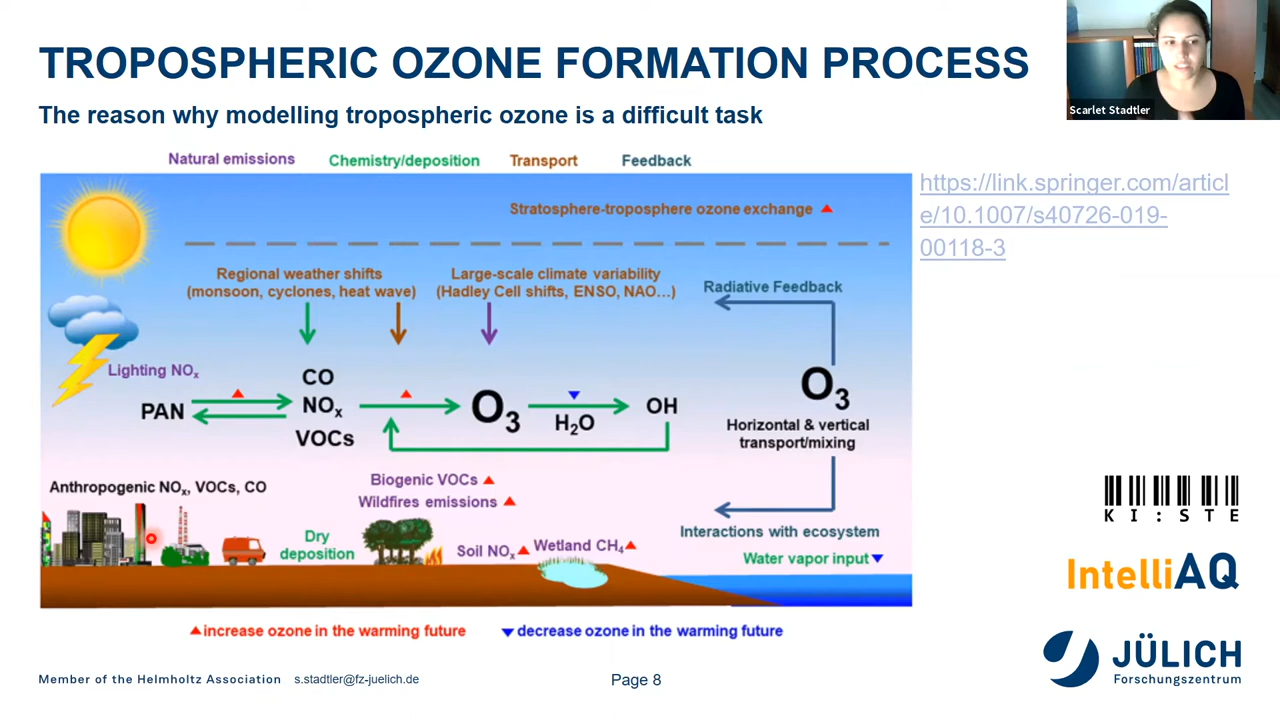 TROPOSPHERIC OZONE FORMATION PROCESS
Scarlet Stadtler
The reason why modelling tropospheric ozone is a difficult task
Natural emissions Chemistry/deposition Transport Feedback
https://link.springer.com/articl
e/10.1007/s40726-019-
00118-3
Stratosphere-troposphere ozone exchange
Regional weather shifts
(monsoon, cyclones, heat wave)
Large-scale climate variability
(Hadley Cell shifts, ENSO, NAO...)
Radiative Feedback
Lighting NOx
PAN
CO
NOx
VOCs
O3
H2O
OH
O3
Horizontal & vertical
transport/mixing
Anthropogenic NOx, VOCs, CO
Biogenic VOCs
Wildfires emissions
Dry
deposition
Soil NOx
Wetland CH4
Interactions with ecosystem
Water vapor input
increase ozone in the warming future
decrease ozone in the warming future
KI:STE
IntelliAQ
JÜLICH
Forschungszentrum
Member of the Helmholtz Association s.stadtler@fz-juelich.de Page 8